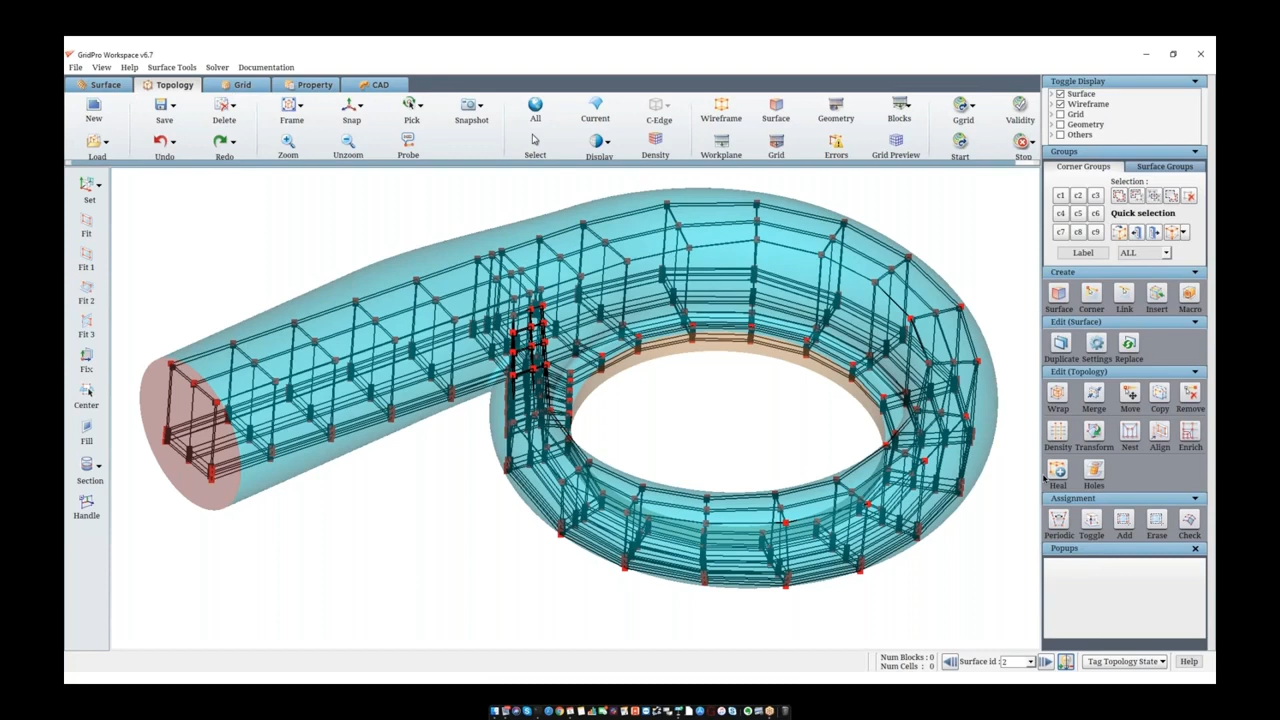 GridPro Workspace v6.7
File View Help Surface Tools Solver Documentation
Surface Topology Grid Property CAD
New Save Delete Frame Snap Pick Snapshot All Current C-Edge Wireframe Surface Geometry Blocks Ggrid Validity
Load Undo Redo Zoom Unzoom Probe Select Display Density Workplane Grid Errors Grid Preview Start Stop
Set
Fit
Fit 1
Fit 2
Fit 3
Fix
Center
Fill
Section
Handle
Toggle Display
Surface
Wireframe
Grid
Geometry
Others
Groups
Corner Groups Surface Groups
Selection :
c1 c2 c3
c4 c5 c6 Quick selection
c7 c8 c9
Label ALL
Create
Surface Corner Link Insert Macro
Edit (Surface)
Duplicate Settings Replace
Edit (Topology)
Wrap Merge Move Copy Remove
Density Transform Nest Align Enrich
Heal Holes
Assignment
Periodic Toggle Add Erase Check
Popups
Num Blocks : 0
Num Cells : 0
Surface id : 2 Tag Topology State Help